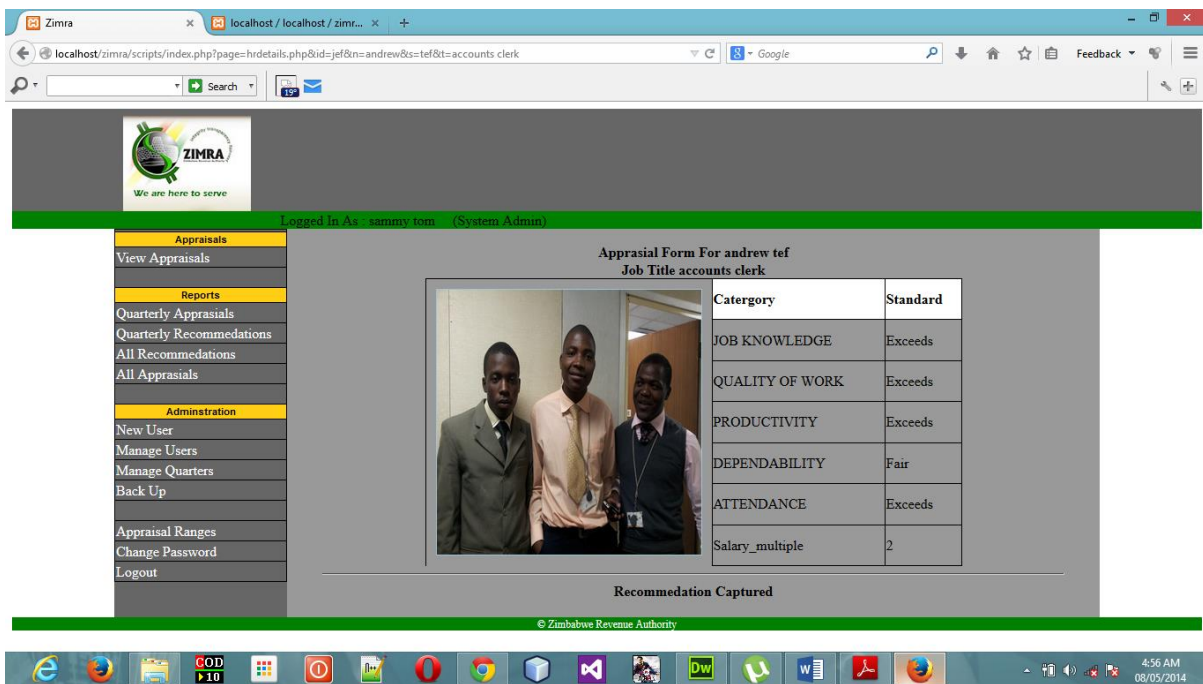 Zimra
localhost / localhost / zimr...
localhost/zimra/scripts/index.php?page=hrdetails.php&id=jef&n=andrew&s=tef&t=accounts clerk
Google
Feedback
Search
19°
ZIMRA
We are here to serve
Logged In As : sammy tom (System Admin)
Appraisals
View Appraisals
Reports
Quarterly Apprasials
Quarterly Recommedations
All Recommedations
All Apprasials
Adminstration
New User
Manage Users
Manage Quarters
Back Up
Appraisal Ranges
Change Password
Logout
Apprasial Form For andrew tef
Job Title accounts clerk
Catergory Standard
JOB KNOWLEDGE Exceeds
QUALITY OF WORK Exceeds
PRODUCTIVITY Exceeds
DEPENDABILITY Fair
ATTENDANCE Exceeds
Salary_multiple 2
Recommedation Captured
© Zimbabwe Revenue Authority
COD
10
Dw
4:56 AM
08/05/2014